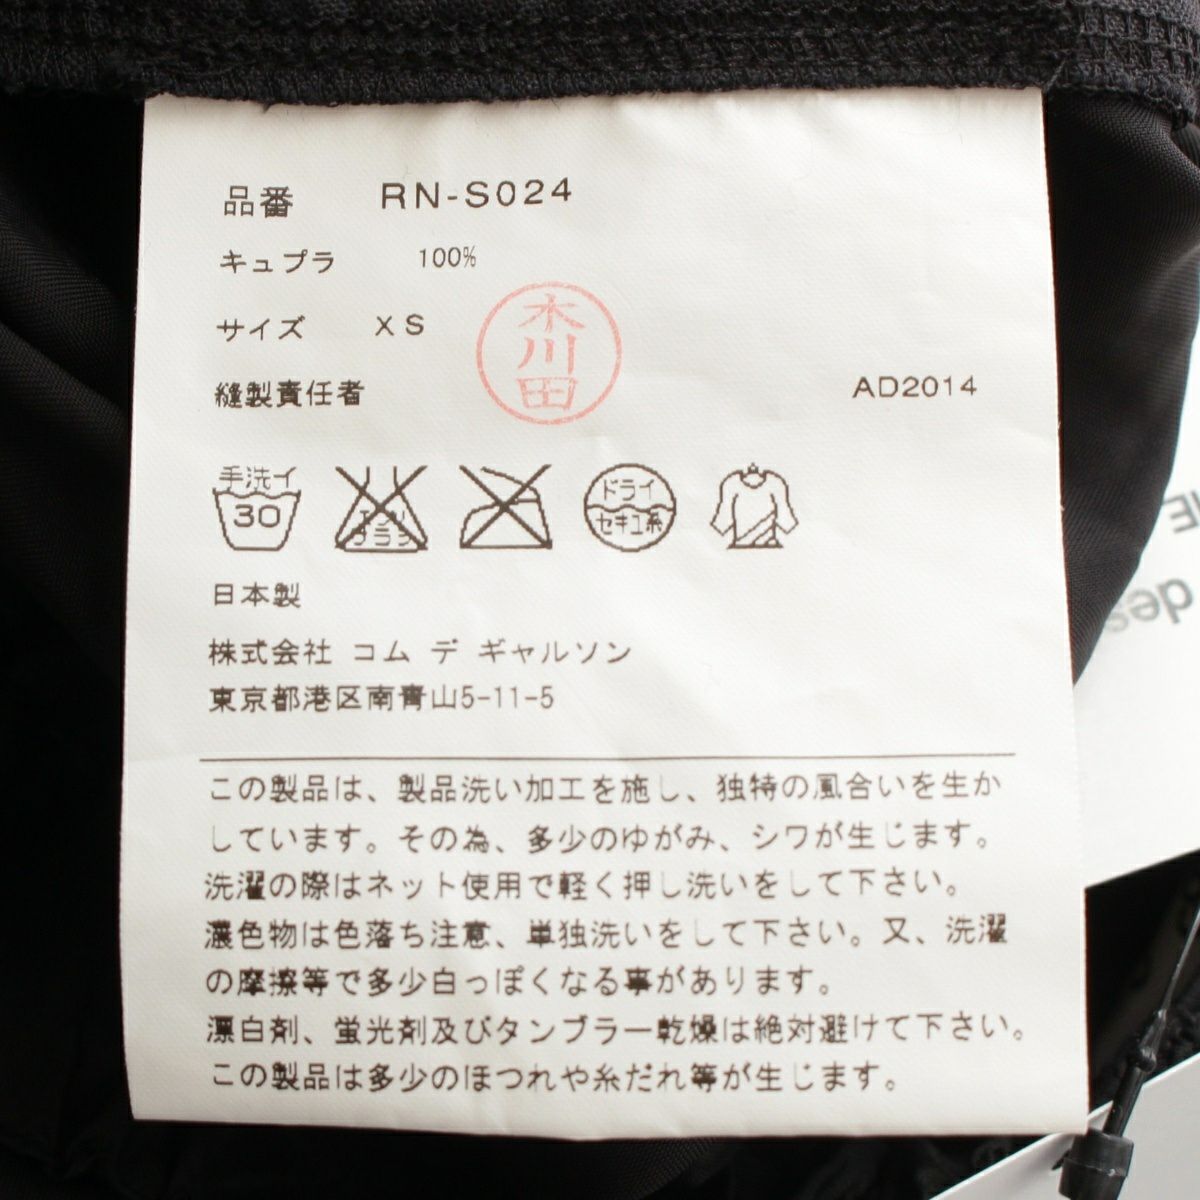 品番 RN-S024
キュプラ 100%
サイズ XS
木川田
縫製責任者
AD2014
手洗イ
30
エンソ
サラシ
ドライ
セキユ系
日本製
株式会社 コム デ ギャルソン
東京都港区南青山5-11-5
この製品は、製品洗い加工を施し、独特の風合いを生か
しています。その為、多少のゆがみ、シワが生じます。
洗濯の際はネット使用で軽く押し洗いをして下さい。
濃色物は色落ち注意、単独洗いをして下さい。又、洗濯
の摩擦等で多少白っぽくなる事があります。
漂白剤、蛍光剤及びタンブラー乾燥は絶対避けて下さい。
この製品は多少のほつれや糸だれ等が生じます。
des